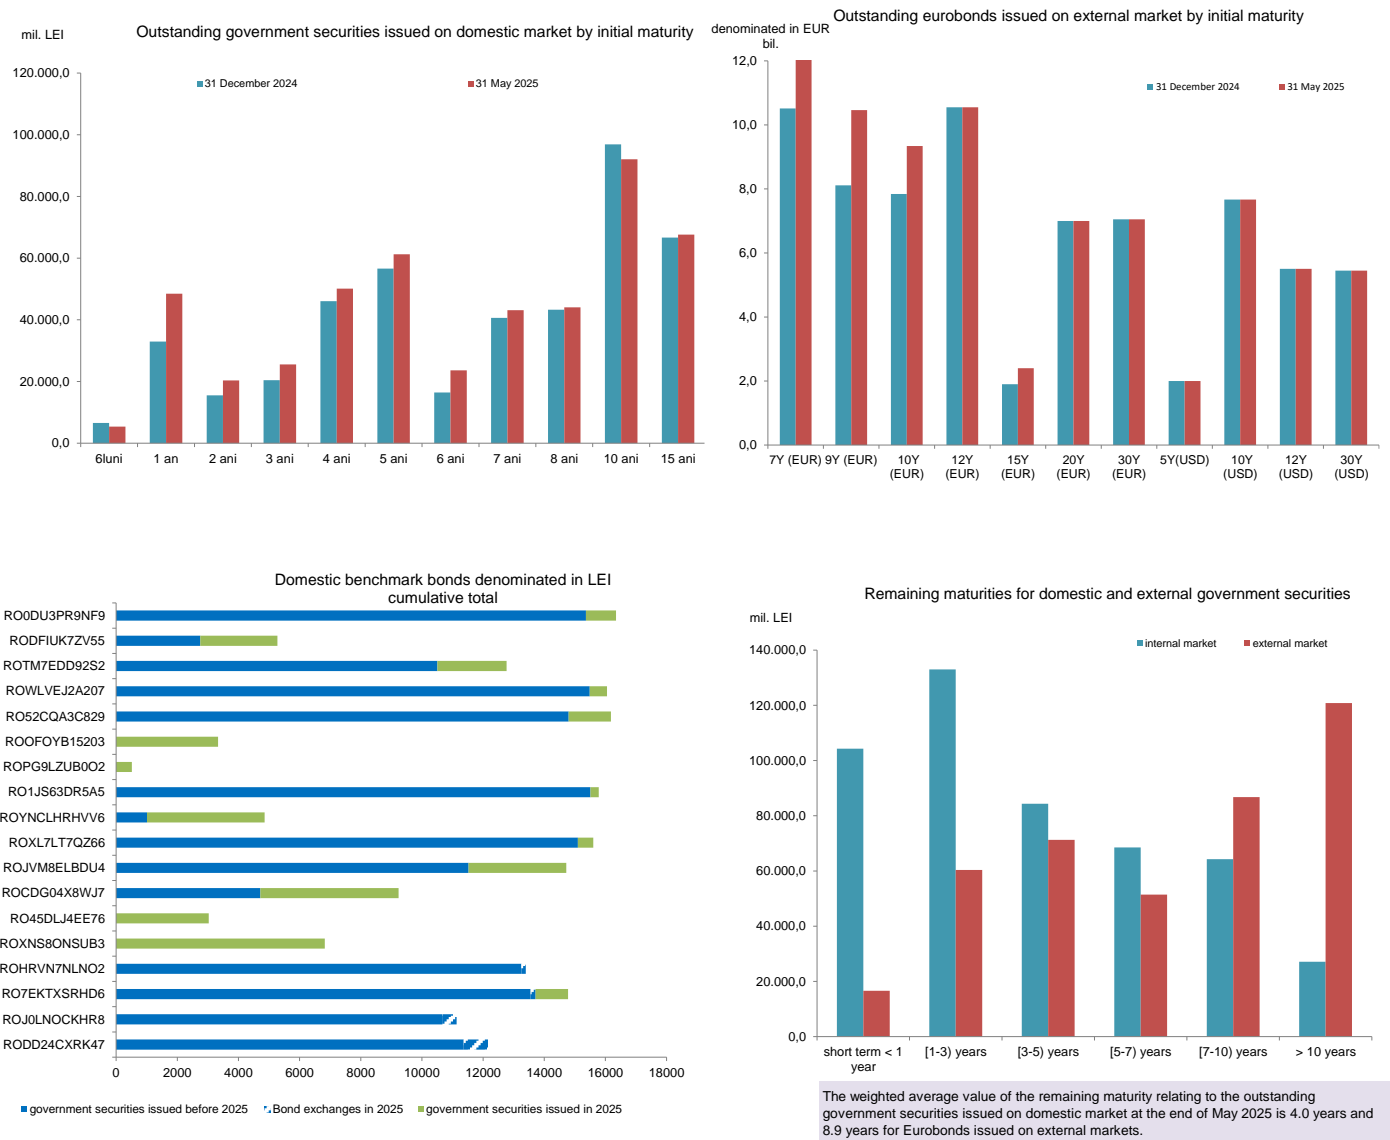 Outstanding government securities issued on domestic market by initial maturity
mil. LEI
31 December 2024
31 May 2025
120.000,0
100.000,0
80.000,0
60.000,0
40.000,0
20.000,0
0,0
6luni
1 an
2 ani
3 ani
4 ani
5 ani
6 ani
7 ani
8 ani
10 ani
15 ani
Outstanding eurobonds issued on external market by initial maturity
denominated in EUR
bil.
31 December 2024
31 May 2025
12,0
10,0
8,0
6,0
4,0
2,0
0,0
7Y (EUR)
9Y (EUR)
10Y
(EUR)
12Y
(EUR)
15Y
(EUR)
20Y
(EUR)
30Y
(EUR)
5Y(USD)
10Y
(USD)
12Y
(USD)
30Y
(USD)
Domestic benchmark bonds denominated in LEI
cumulative total
RO0DU3PR9NF9
RODFIUK7ZV55
ROTM7EDD92S2
ROWLVEJ2A207
RO52CQA3C829
ROOFOYB15203
ROPG9LZUB0O2
RO1JS63DR5A5
ROYNCLHRHVV6
ROXL7LT7QZ66
ROJVM8ELBDU4
ROCDG04X8WJ7
RO45DLJ4EE76
ROXNS8ONSUB3
ROHRVN7NLNO2
RO7EKTXSRHD6
ROJ0LNOCKHR8
RODD24CXRK47
0
2000
4000
6000
8000
10000
12000
14000
16000
18000
government securities issued before 2025
Bond exchanges in 2025
government securities issued in 2025
Remaining maturities for domestic and external government securities
mil. LEI
internal market
external market
140.000,0
120.000,0
100.000,0
80.000,0
60.000,0
40.000,0
20.000,0
0,0
short term < 1
year
[1-3) years
[3-5) years
[5-7) years
[7-10) years
> 10 years
The weighted average value of the remaining maturity relating to the outstanding
government securities issued on domestic market at the end of May 2025 is 4.0 years and
8.9 years for Eurobonds issued on external markets.